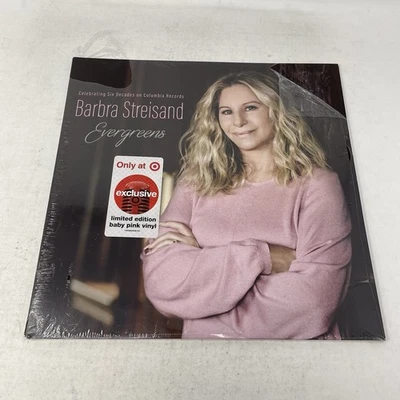 Celebrating Six Decades on Columbia Records
Barbra Streisand
Evergreens
Only at
exclusive
limited edition
baby pink vinyl